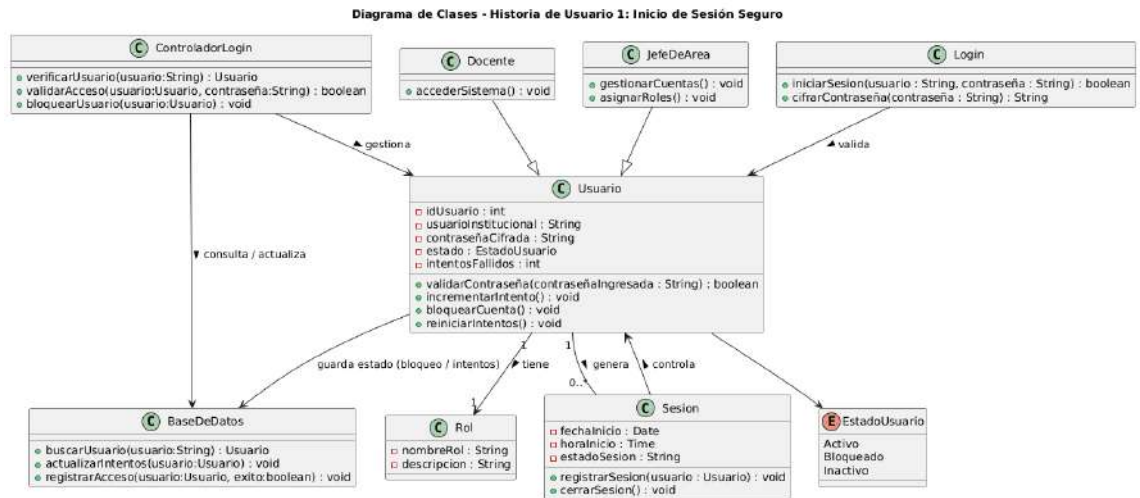 Diagrama de Clases - Historia de Usuario 1: Inicio de Sesión Seguro
C ControladorLogin
verificarUsuario(usuario:String) : Usuario
validarAcceso(usuario:Usuario, contraseña:String) : boolean
bloquearUsuario(usuario:Usuario) : void
C Docente
accederSistema() : void
C JefeDeArea
gestionarCuentas() : void
asignarRoles() : void
C Login
iniciarSesion(usuario : String, contraseña : String) : boolean
cifrarContraseña(contraseña : String) : String
gestiona
valida
C Usuario
idUsuario : int
usuarioInstitucional : String
contraseñaCifrada : String
estado : EstadoUsuario
intentosFallidos : int
validarContraseña(contraseñaIngresada : String) : boolean
incrementarIntento() : void
bloquearCuenta() : void
reiniciarIntentos() : void
consulta / actualiza
guarda estado (bloqueo / intentos)
1
tiene
1
1
genera
0..*
controla
C BaseDeDatos
buscarUsuario(usuario:String) : Usuario
actualizarIntentos(usuario:Usuario) : void
registrarAcceso(usuario:Usuario, exito:boolean) : void
C Rol
nombreRol : String
descripcion : String
C Sesion
fechaInicio : Date
horaInicio : Time
estadoSesion : String
registrarSesion(usuario : Usuario) : void
cerrarSesion() : void
E EstadoUsuario
Activo
Bloqueado
Inactivo